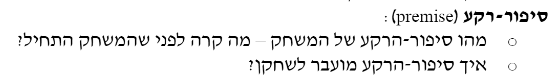 סיפור-רקע (premise):
○ מהו סיפור-הרקע של המשחק – מה קרה לפני שהמשחק התחיל?
○ איך סיפור-הרקע מועבר לשחקן?